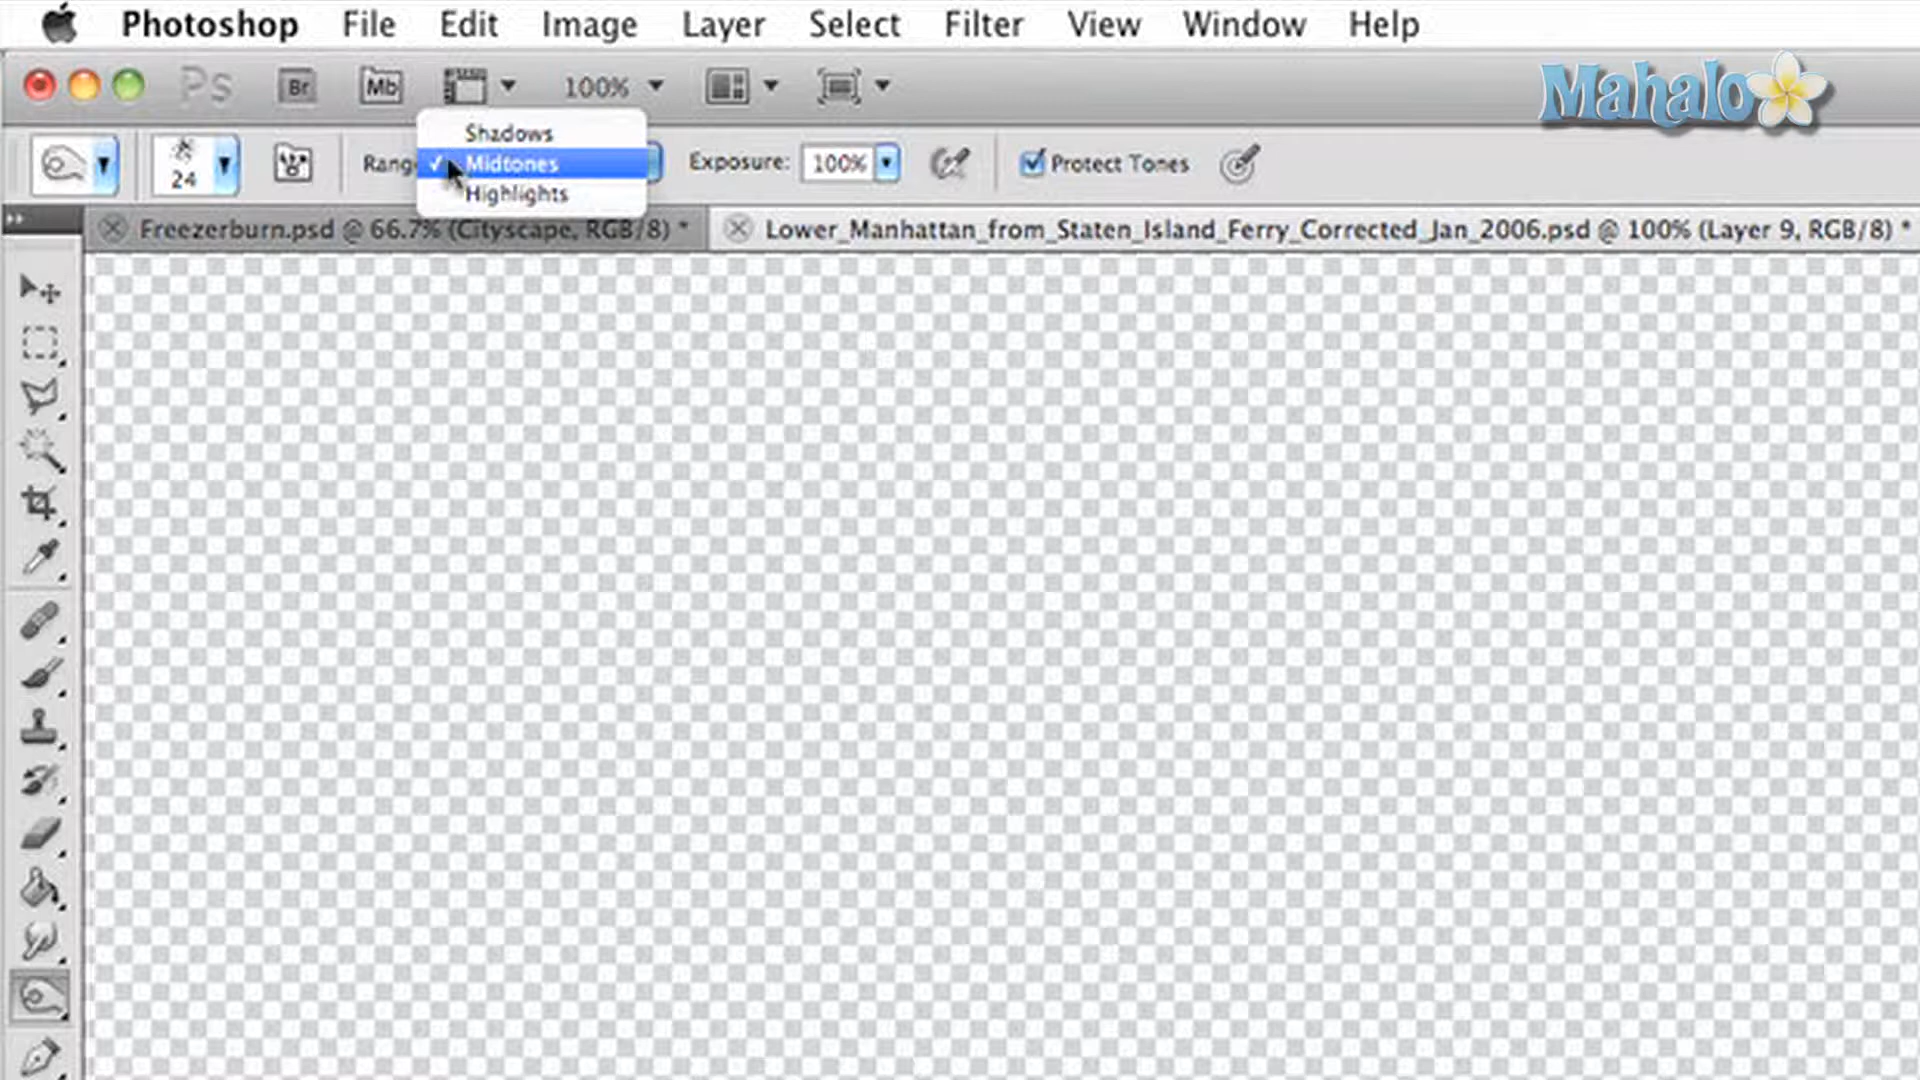 Photoshop File Edit Image Layer Select Filter View Window Help
Ps Br Mb 100%
Mahalo
Shadows
24 Rang Midtones Exposure: 100% Protect Tones
Highlights
Freezerburn.psd @ 66.7% (Cityscape, RGB/8) * Lower_Manhattan_from_Staten_Island_Ferry_Corrected_Jan_2006.psd @ 100% (Layer 9, RGB/8) *